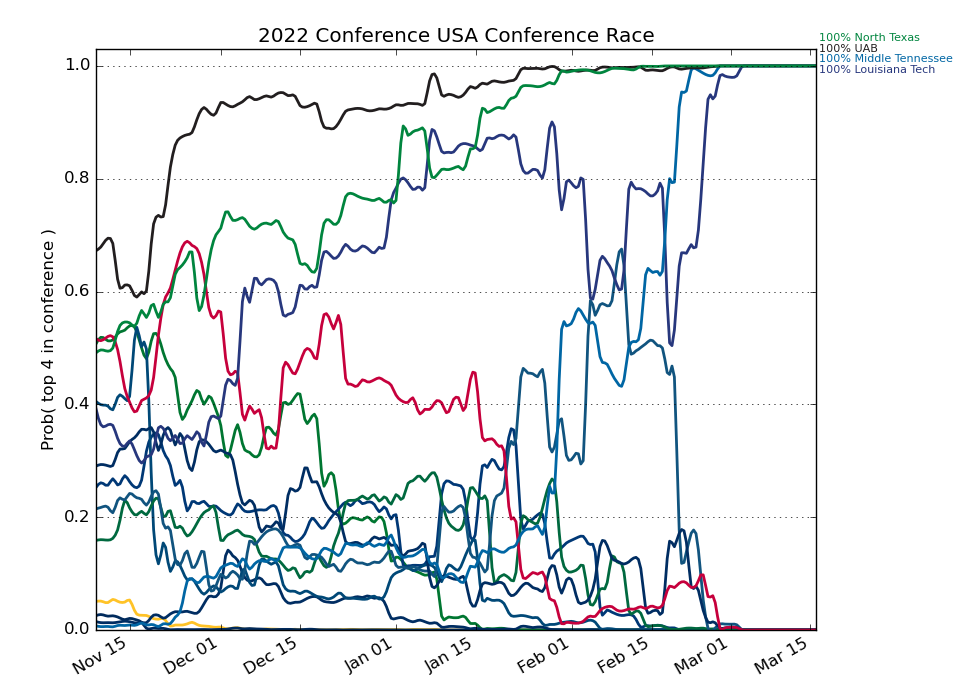 2022 Conference USA Conference Race
100% North Texas
100% UAB
100% Middle Tennessee
100% Louisiana Tech
Prob( top 4 in conference )
1.0
0.8
0.6
0.4
0.2
0.0
Nov 15
Dec 01
Dec 15
Jan 01
Jan 15
Feb 01
Feb 15
Mar 01
Mar 15